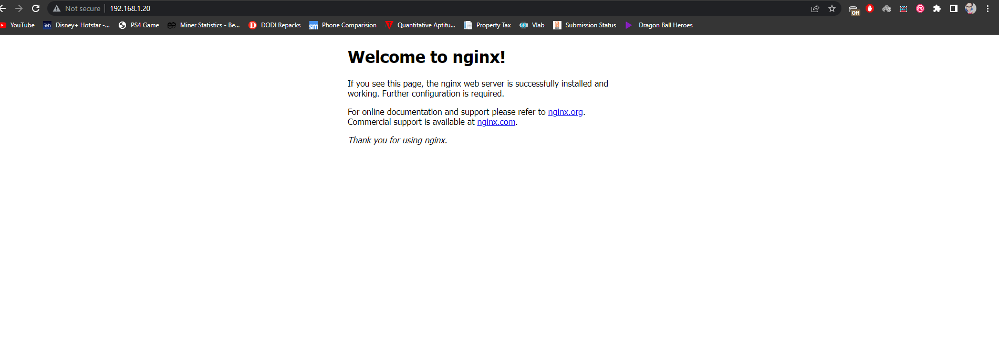 Not secure 192.168.1.20
Off
YouTube Disney+ Hotstar -... PS4 Game Miner Statistics - Be... DODI Repacks Phone Comparision Quantitative Aptitu... Property Tax Vlab Submission Status Dragon Ball Heroes
Welcome to nginx!
If you see this page, the nginx web server is successfully installed and
working. Further configuration is required.
For online documentation and support please refer to nginx.org.
Commercial support is available at nginx.com.
Thank you for using nginx.